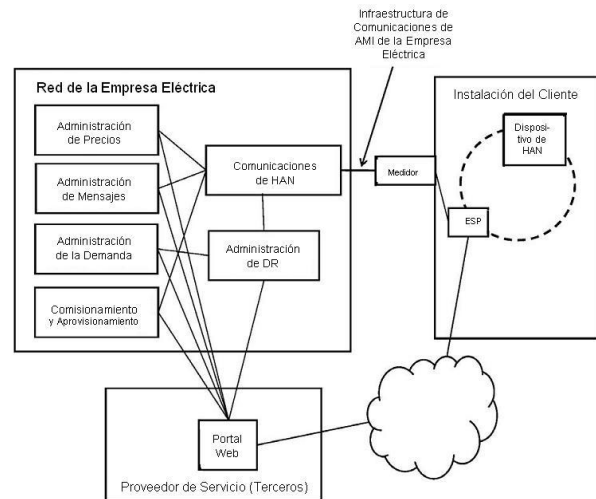 Infraestructura de
Comunicaciones de
AMI de la Empresa
Eléctrica
Red de la Empresa Eléctrica
Instalación del Cliente
Administración
de Precios
Administración
de Mensajes
Administración
de la Demanda
Comisionamiento
y Aprovisionamiento
Comunicaciones
de HAN
Administración
de DR
Medidor
Disposi-
tivo de
HAN
ESP
Portal
Web
Proveedor de Servicio (Terceros)